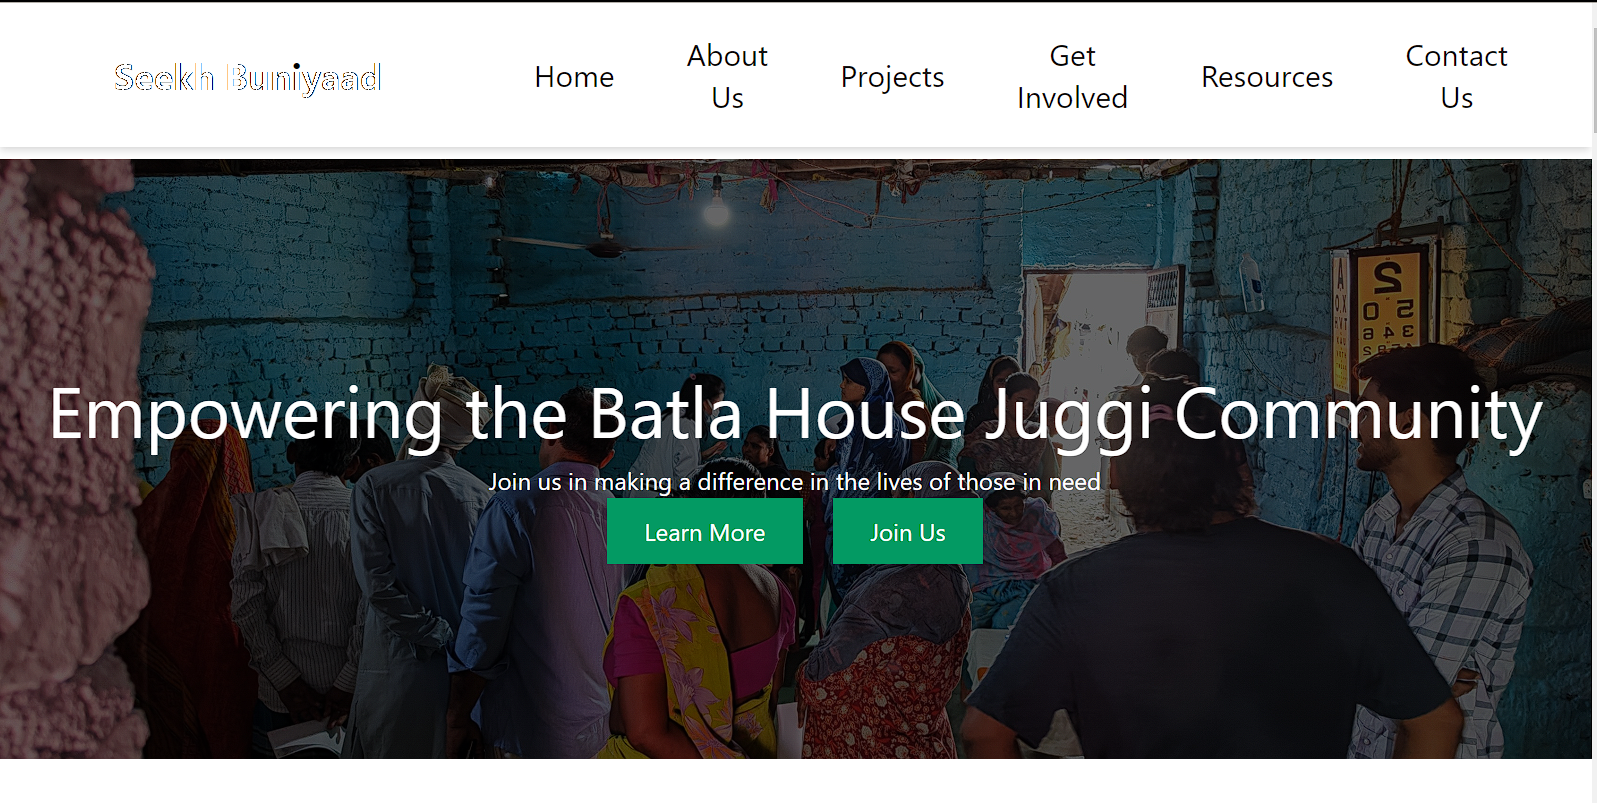 Seekh Buniyaad
Home
About
Us
Projects
Get
Involved
Resources
Contact
Us
Empowering the Batla House Juggi Community
Join us in making a difference in the lives of those in need
Learn More
Join Us